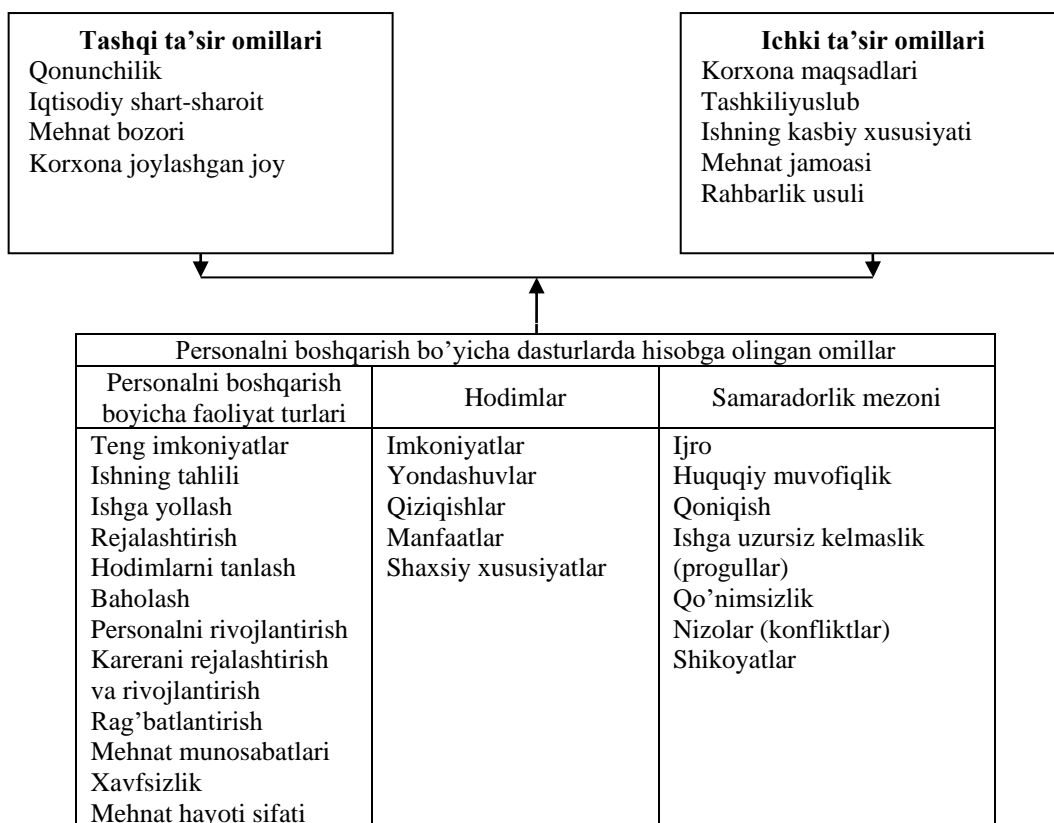 Tashqi ta’sir omillari
Qonunchilik
Iqtisodiy shart-sharoit
Mehnat bozori
Korxona joylashgan joy
Ichki ta’sir omillari
Korxona maqsadlari
Tashkiliyuslub
Ishning kasbiy xususiyati
Mehnat jamoasi
Rahbarlik usuli
Personalni boshqarish bo’yicha dasturlarda hisobga olingan omillar
Personalni boshqarish
boyicha faoliyat turlari
Hodimlar
Samaradorlik mezoni
Teng imkoniyatlar
Ishning tahlili
Ishga yollash
Rejalashtirish
Hodimlarni tanlash
Baholash
Personalni rivojlantirish
Karerani rejalashtirish
va rivojlantirish
Rag’batlantirish
Mehnat munosabatlari
Xavfsizlik
Mehnat hayoti sifati
Imkoniyatlar
Yondashuvlar
Qiziqishlar
Manfaatlar
Shaxsiy xususiyatlar
Ijro
Huquqiy muvofiqlik
Qoniqish
Ishga uzursiz kelmaslik
(progullar)
Qo’nimsizlik
Nizolar (konfliktlar)
Shikoyatlar